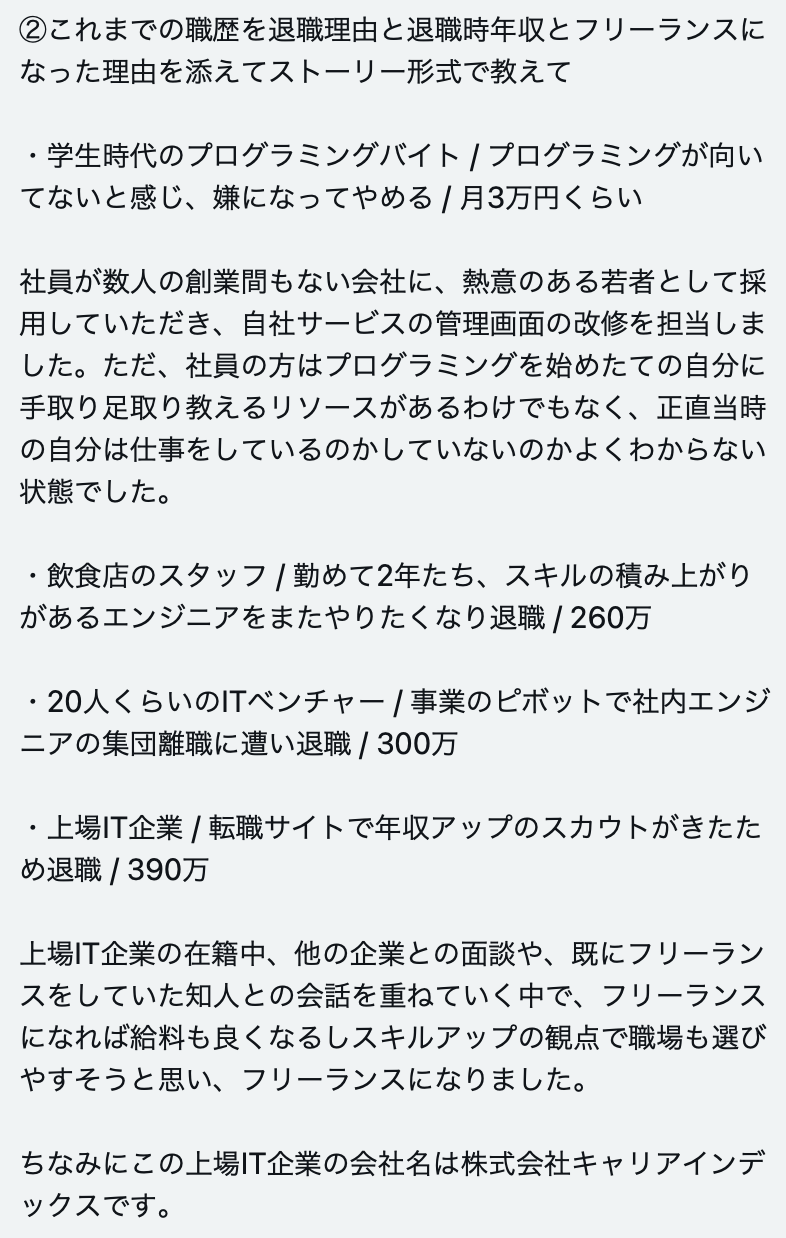 ②これまでの職歴を退職理由と退職時年収とフリーランスに
なった理由を添えてストーリー形式で教えて
・学生時代のプログラミングバイト / プログラミングが向い
てないと感じ、嫌になってやめる / 月3万円くらい
社員が数人の創業間もない会社に、熱意のある若者として採
用していただき、自社サービスの管理画面の改修を担当しま
した。ただ、社員の方はプログラミングを始めたての自分に
手取り足取り教えるリソースがあるわけでもなく、正直当時
の自分は仕事をしているのかしていないのかよくわからない
状態でした。
・飲食店のスタッフ / 勤めて2年たち、スキルの積み上がり
があるエンジニアをまたやりたくなり退職 / 260万
・20人くらいのITベンチャー / 事業のピボットで社内エンジ
ニアの集団離職に遭い退職 / 300万
・上場IT企業 / 転職サイトで年収アップのスカウトがきたた
め退職 / 390万
上場IT企業の在籍中、他の企業との面談や、既にフリーラン
スをしていた知人との会話を重ねていく中で、フリーランス
になれば給料も良くなるしスキルアップの観点で職場も選び
やすそうと思い、フリーランスになりました。
ちなみにこの上場IT企業の会社名は株式会社キャリアインデ
ックスです。